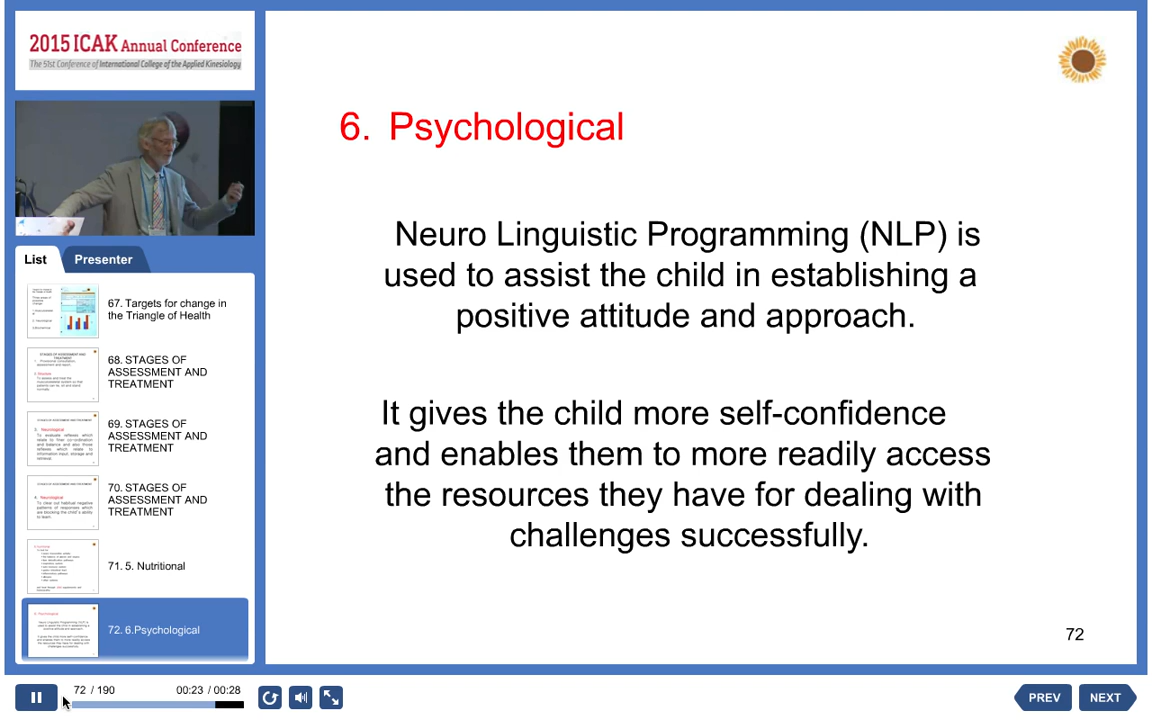 2015 ICAK Annual Conference
The 51st Conference of International College of the Applied Kinesiology
List
Presenter
67. Targets for change in
the Triangle of Health
68. STAGES OF
ASSESSMENT AND
TREATMENT
69. STAGES OF
ASSESSMENT AND
TREATMENT
70. STAGES OF
ASSESSMENT AND
TREATMENT
71. 5. Nutritional
72. 6.Psychological
6. Psychological
Neuro Linguistic Programming (NLP) is
used to assist the child in establishing a
positive attitude and approach.
It gives the child more self-confidence
and enables them to more readily access
the resources they have for dealing with
challenges successfully.
72
72 / 190
00:23 / 00:28
PREV
NEXT